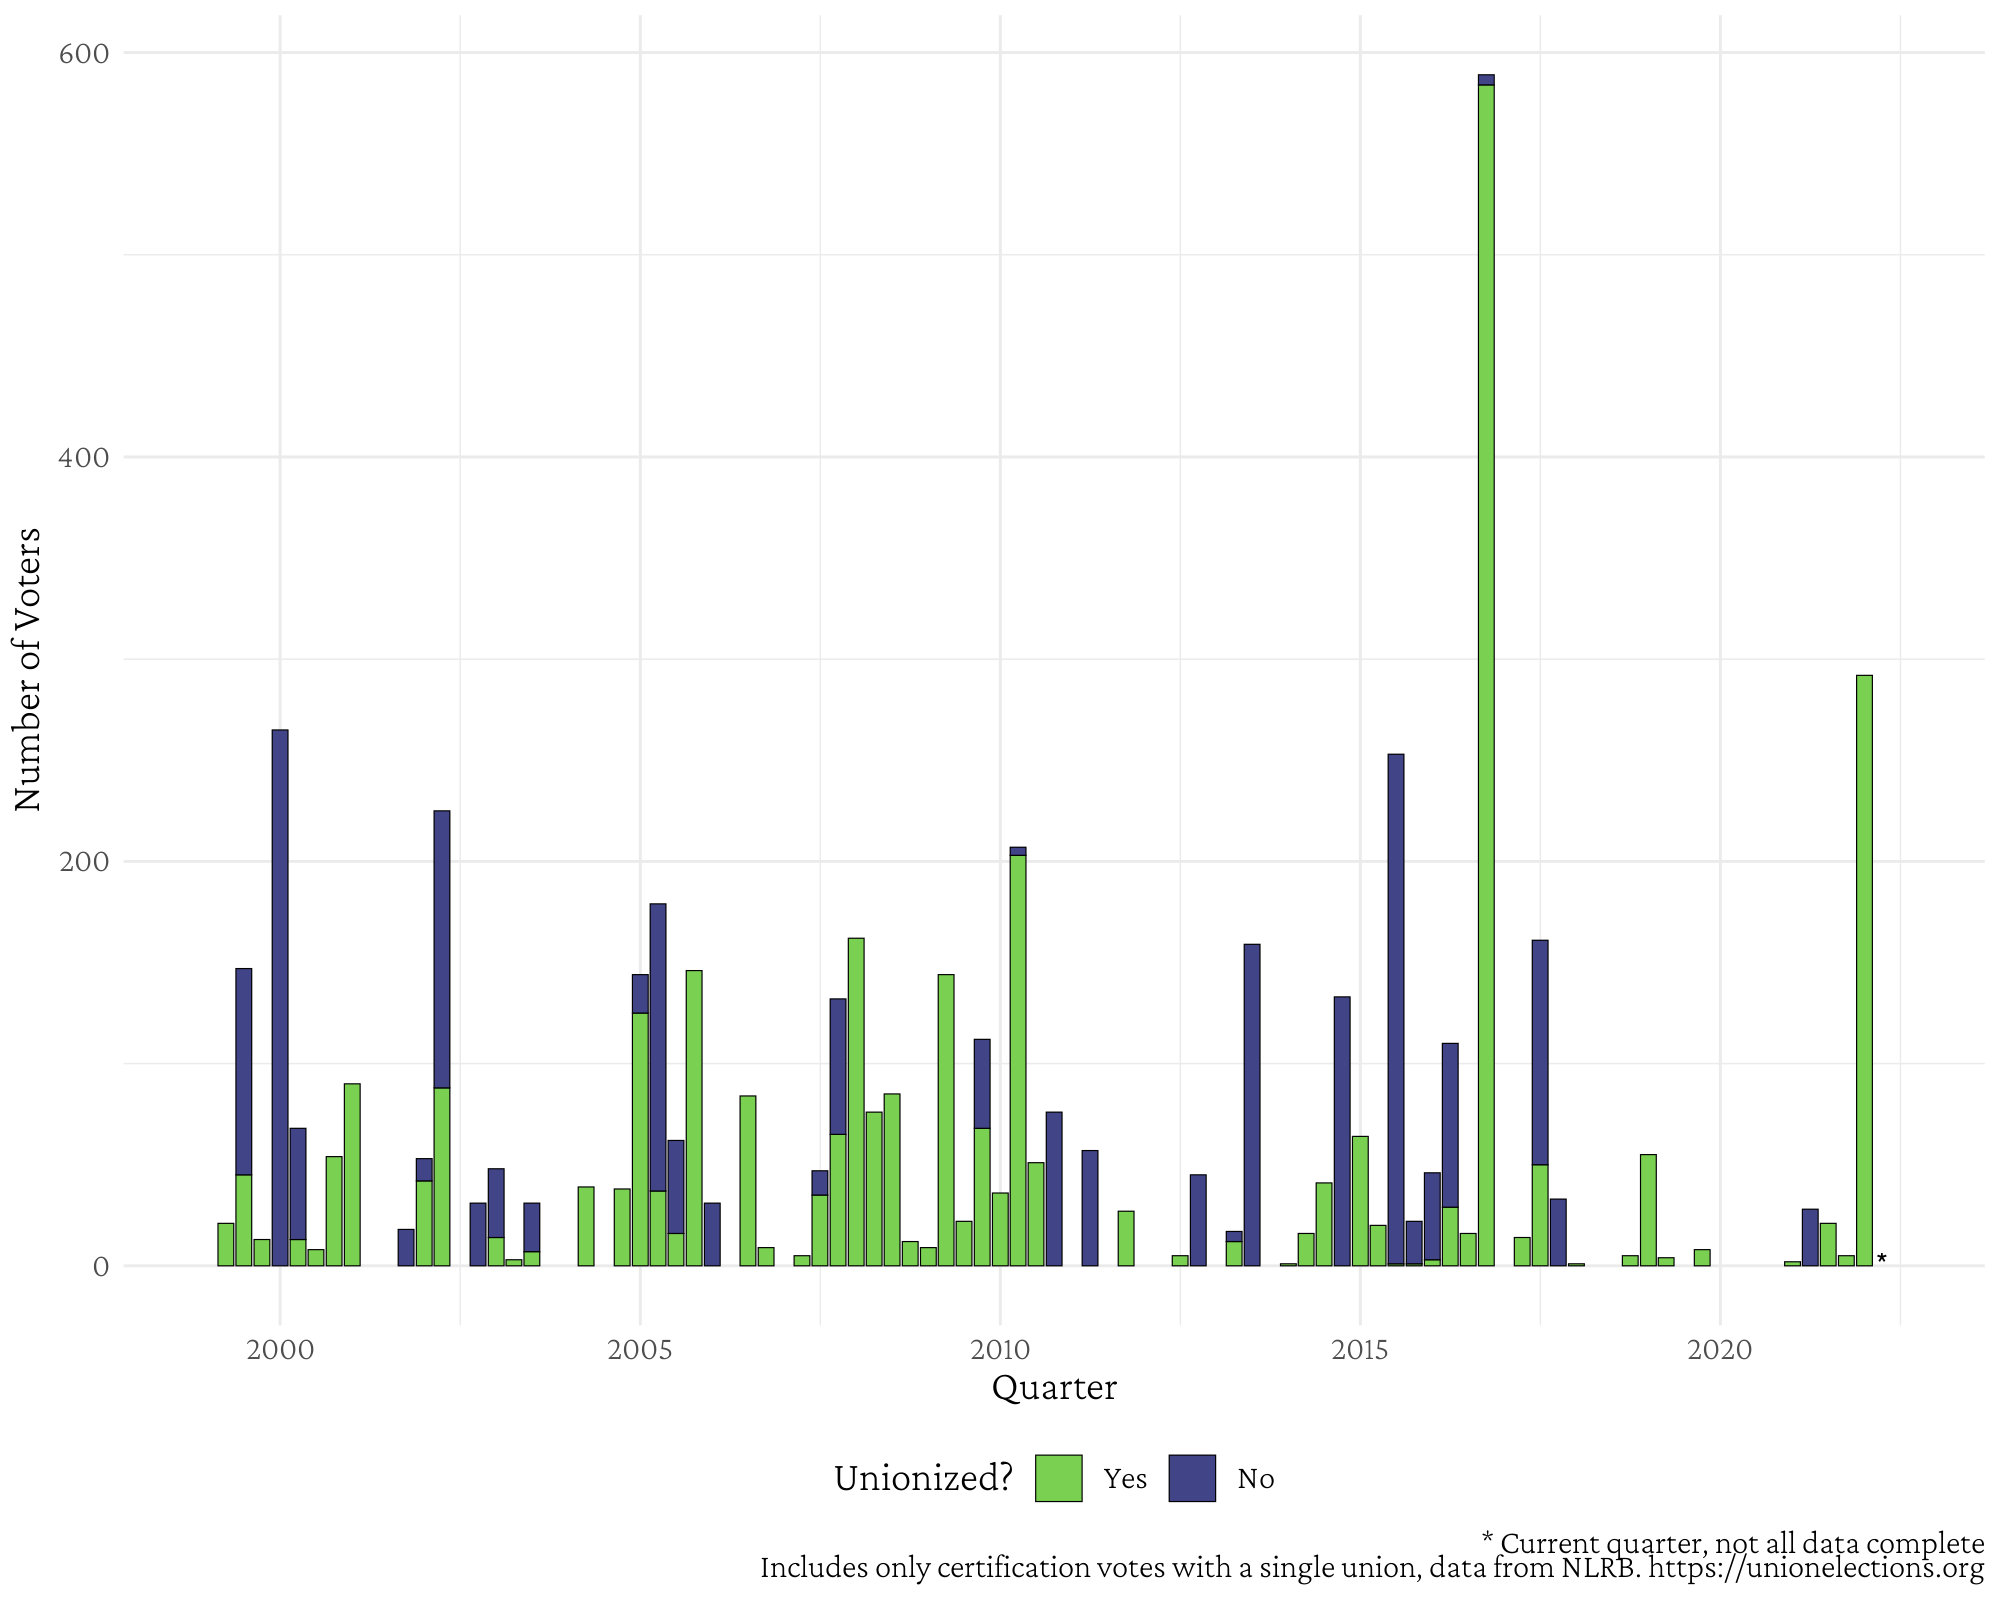 600
400
200
0
Number of Voters
*
2000 2005 2010 2015 2020
Quarter
Unionized? Yes No
* Current quarter, not all data complete
Includes only certification votes with a single union, data from NLRB. https://unionelections.org